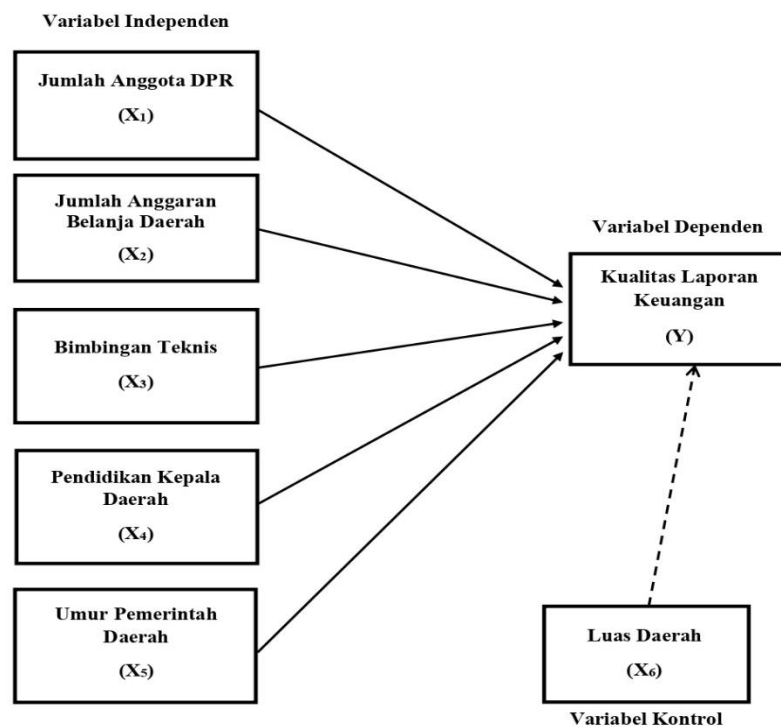 Variabel Independen
Jumlah Anggota DPR
(X₁)
Jumlah Anggaran
Belanja Daerah
(X₂)
Bimbingan Teknis
(X₃)
Pendidikan Kepala
Daerah
(X₄)
Umur Pemerintah
Daerah
(X₅)
Variabel Dependen
Kualitas Laporan
Keuangan
(Y)
Luas Daerah
(X₆)
Variabel Kontrol